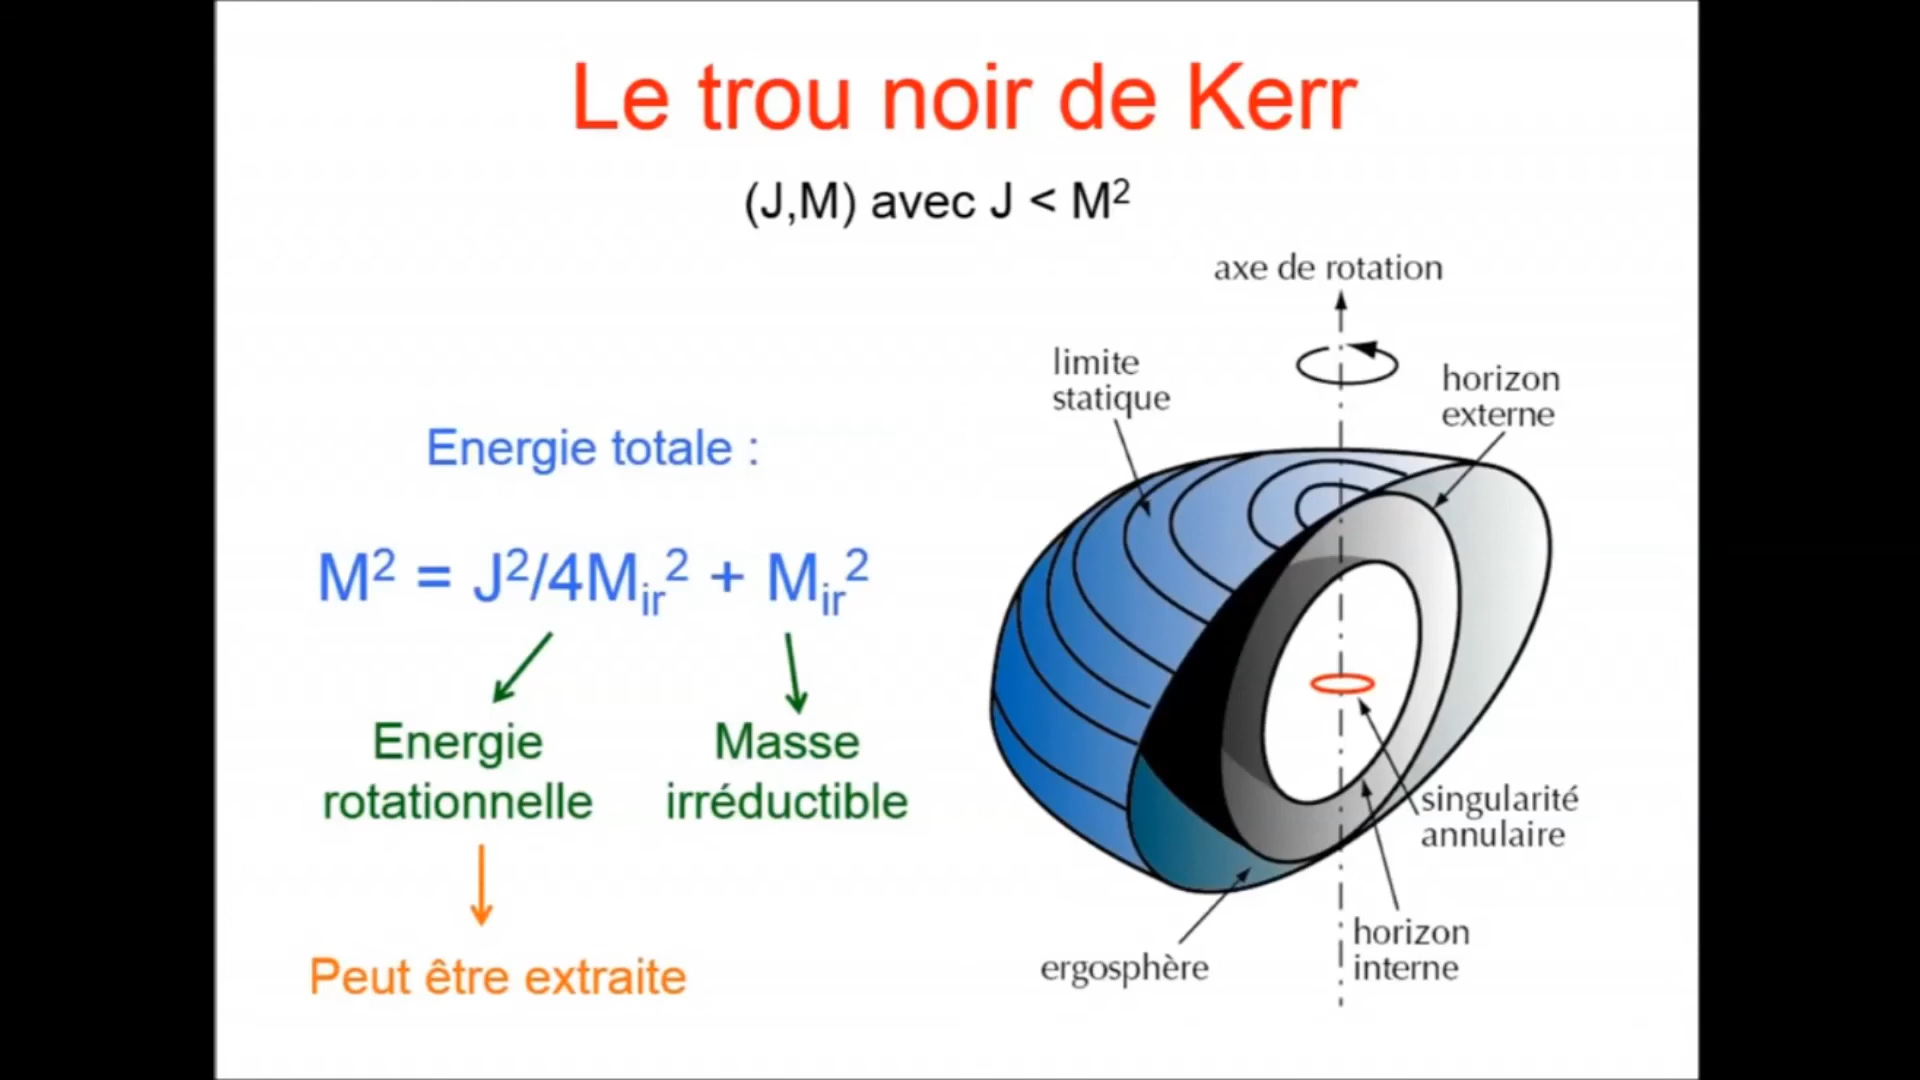 Le trou noir de Kerr
(J,M) avec J < M²
axe de rotation
limite
statique
horizon
externe
Energie totale :
M² = J²/4Mir² + Mir²
Energie
rotationnelle
Masse
irréductible
Peut être extraite
singularité
annulaire
horizon
interne
ergosphère